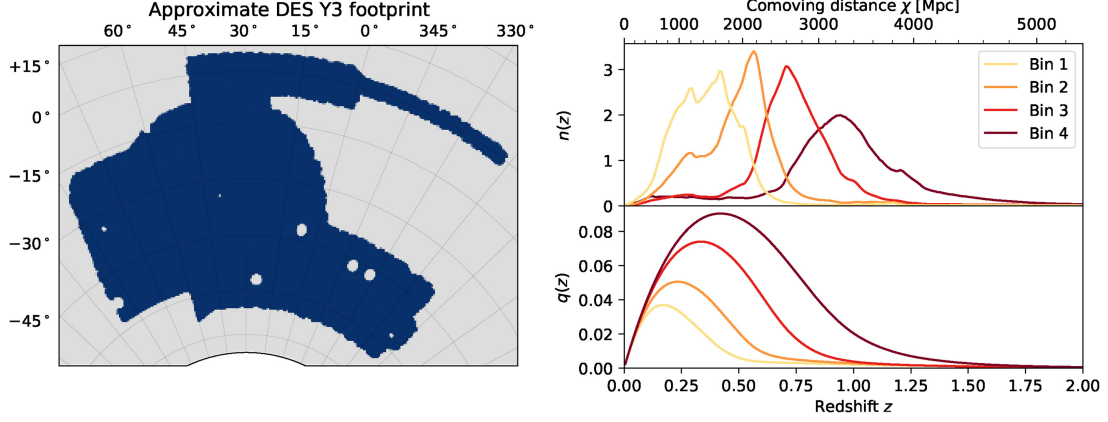 Approximate DES Y3 footprint
60° 45° 30° 15° 0° 345° 330°
+15°
0°
−15°
−30°
−45°
Comoving distance χ [Mpc]
0 1000 2000 3000 4000 5000
n(z)
3
2
1
0
Bin 1
Bin 2
Bin 3
Bin 4
q(z)
0.08
0.06
0.04
0.02
0.00
0.00 0.25 0.50 0.75 1.00 1.25 1.50 1.75 2.00
Redshift z